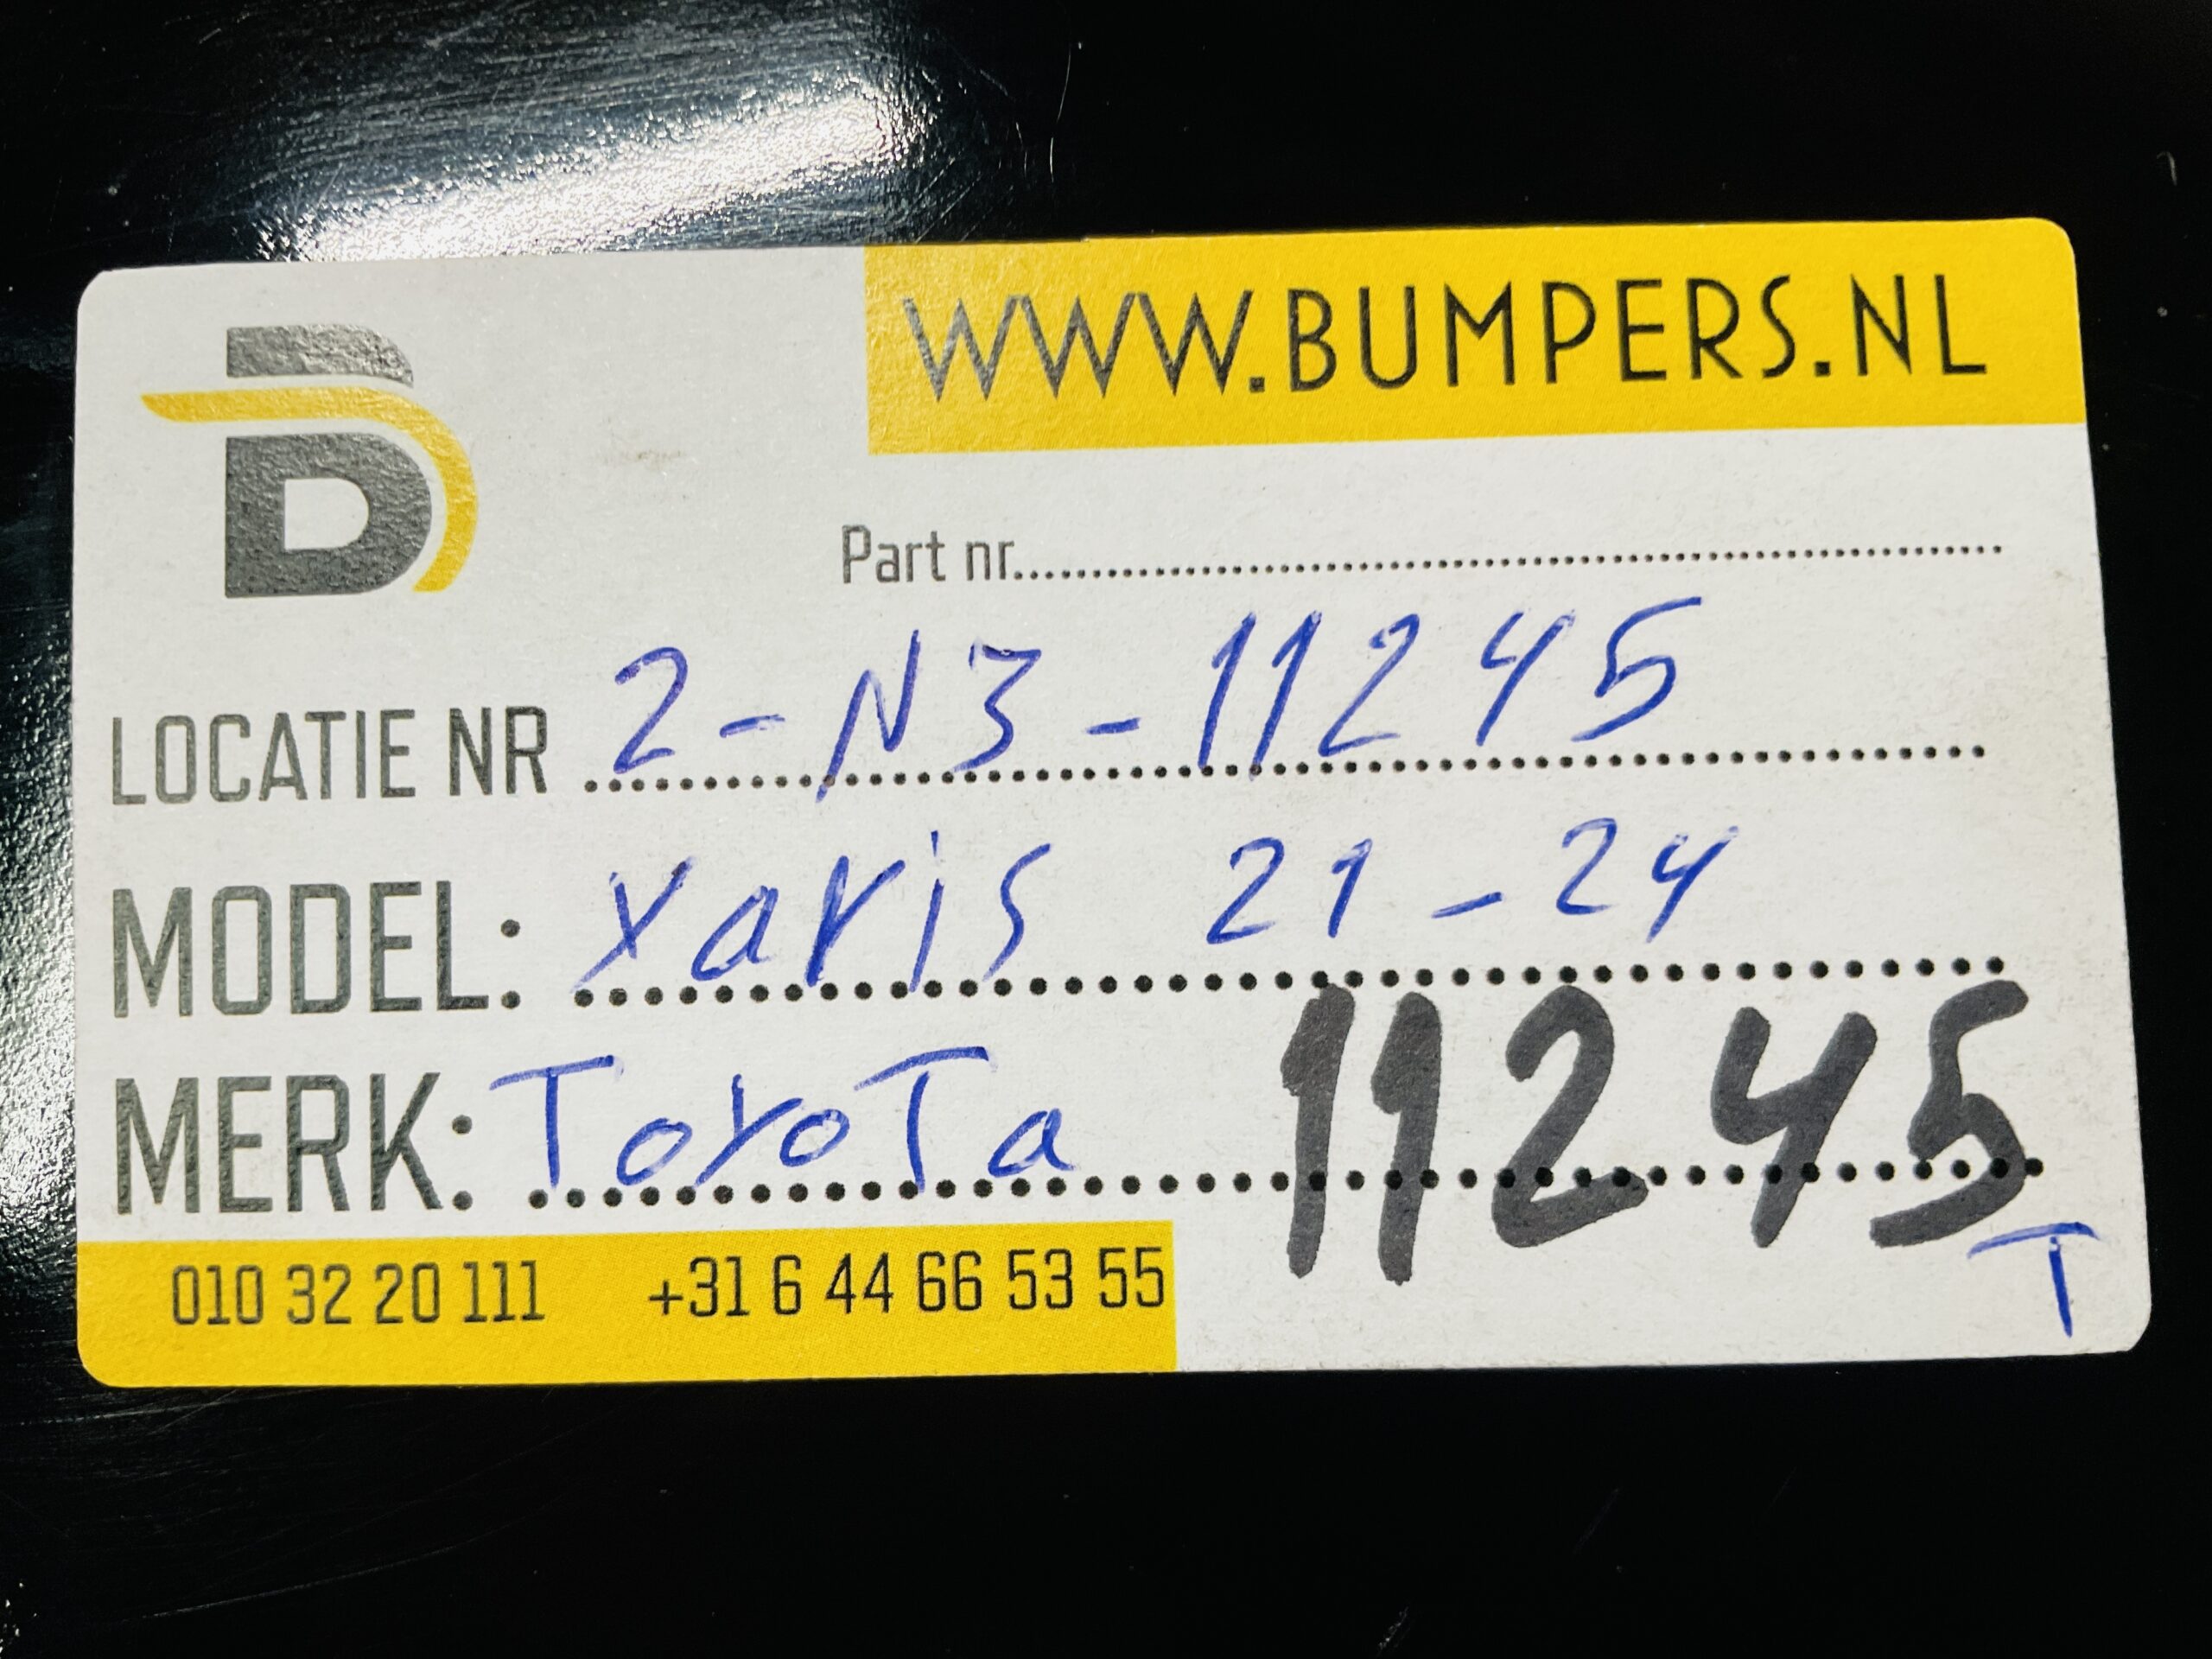 B
WWW.BUMPERS.NL
Part nr..........
LOCATIE NR 2-N3-11245
MODEL: Yaris 21-24
MERK: ToyoTa 11245
T
010 32 20 111 +31 6 44 66 53 55